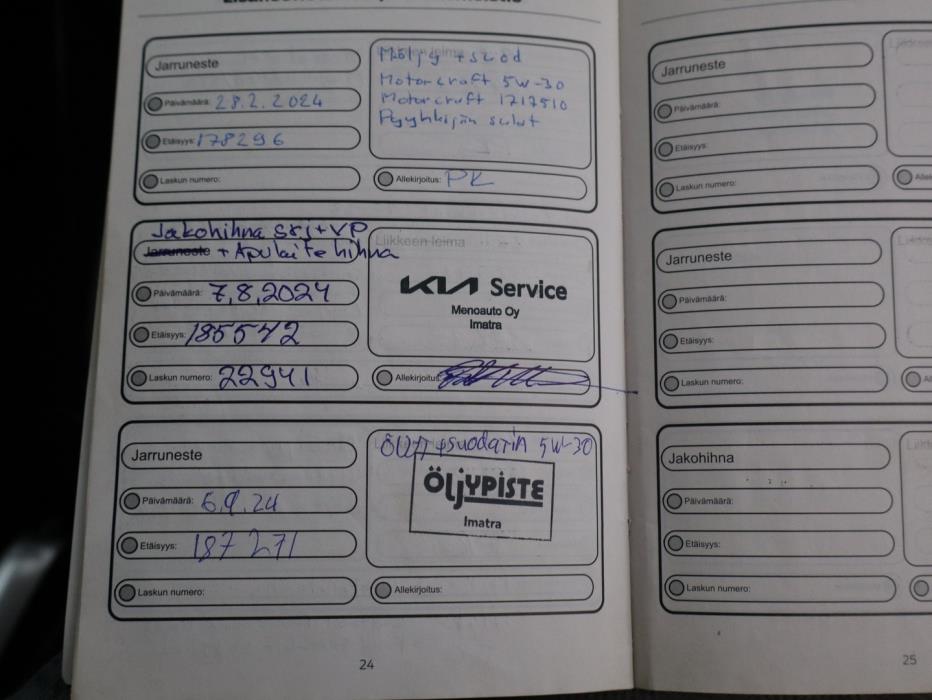 Jarruneste
Päivämäärä: 28.2.2024
Etäisyys: 178296
Laskun numero:
M-öljy + suod
Motorcraft 5W-30
Motorcraft 1717510
Pyyhkijän sulat
Allekirjoitus: PK
Jakohihna srj + VP
Jarruneste + Apulaitehihna
Päivämäärä: 7,8,2024
Etäisyys: 185542
Laskun numero: 22941
Liikkeen leima
KIA Service
Menoauto Oy
Imatra
Allekirjoitus:
Jarruneste
Päivämäärä: 6.9.24
Etäisyys: 187271
Laskun numero:
Öljy + suodatin 5W-30
ÖLJYPISTE
Imatra
Allekirjoitus:
24
Jarruneste
Päivämäärä:
Etäisyys:
Laskun numero:
Jarruneste
Päivämäärä:
Etäisyys:
Laskun numero:
Jakohihna
Päivämäärä:
Etäisyys:
Laskun numero:
25